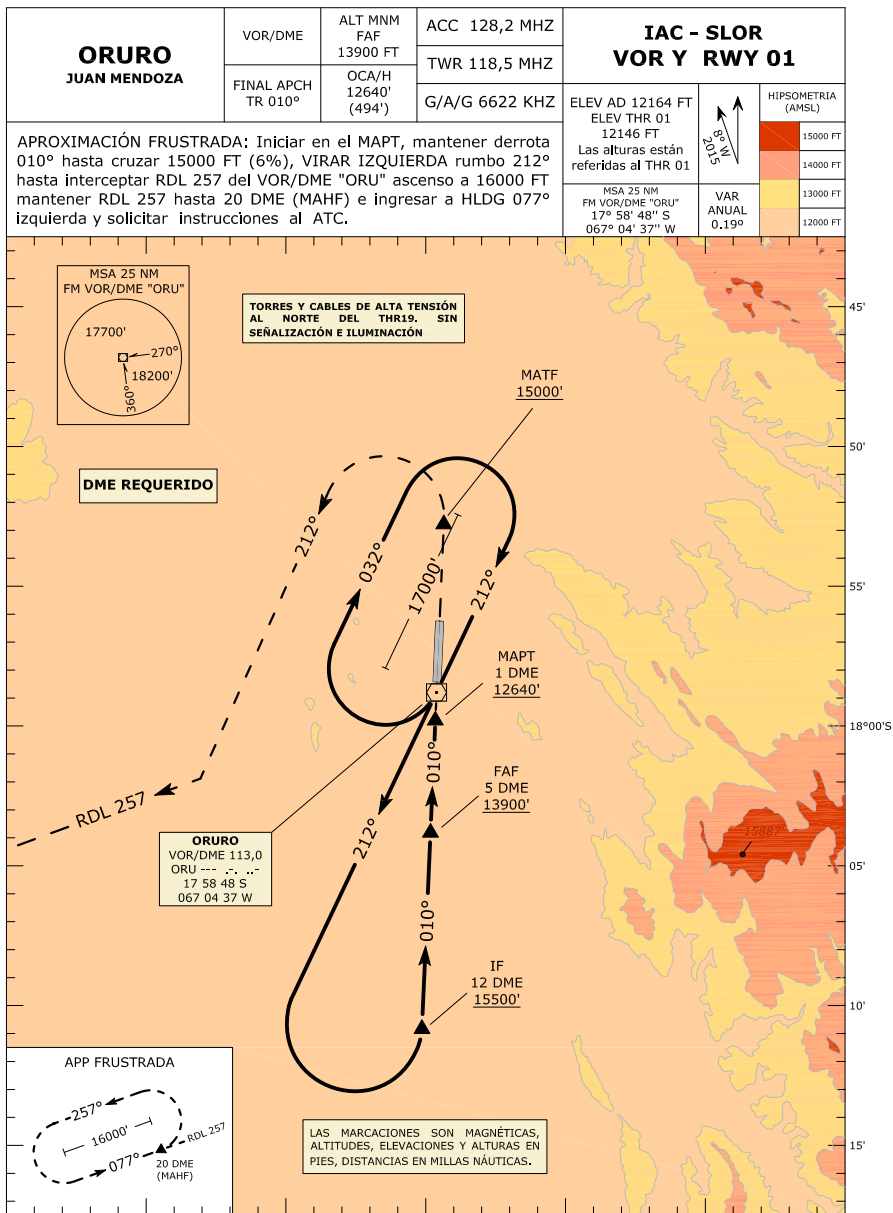 ORURO
JUAN MENDOZA
VOR/DME
ALT MNM
FAF
13900 FT
FINAL APCH
TR 010°
OCA/H
12640'
(494')
ACC 128,2 MHZ
TWR 118,5 MHZ
G/A/G 6622 KHZ
IAC - SLOR
VOR Y RWY 01
ELEV AD 12164 FT
ELEV THR 01
12146 FT
Las alturas están
referidas al THR 01
8° W
2015
HIPSOMETRIA
(AMSL)
15000 FT
14000 FT
13000 FT
12000 FT
MSA 25 NM
FM VOR/DME "ORU"
17° 58' 48'' S
067° 04' 37'' W
VAR
ANUAL
0.19º
APROXIMACIÓN FRUSTRADA: Iniciar en el MAPT, mantener derrota
010° hasta cruzar 15000 FT (6%), VIRAR IZQUIERDA rumbo 212°
hasta interceptar RDL 257 del VOR/DME "ORU" ascenso a 16000 FT
mantener RDL 257 hasta 20 DME (MAHF) e ingresar a HLDG 077°
izquierda y solicitar instrucciones al ATC.
MSA 25 NM
FM VOR/DME "ORU"
17700'
270°
18200'
360°
TORRES Y CABLES DE ALTA TENSIÓN
AL NORTE DEL THR19. SIN
SEÑALIZACIÓN E ILUMINACIÓN
45'
MATF
15000'
50'
DME REQUERIDO
212°
032°
17000'
212°
55'
MAPT
1 DME
12640'
18°00'S
010°
FAF
5 DME
13900'
RDL 257
212°
15887
ORURO
VOR/DME 113,0
ORU --- .-. ..-
17 58 48 S
067 04 37 W
05'
010°
IF
12 DME
15500'
10'
APP FRUSTRADA
257°
16000'
077°
RDL 257
20 DME
(MAHF)
LAS MARCACIONES SON MAGNÉTICAS,
ALTITUDES, ELEVACIONES Y ALTURAS EN
PIES, DISTANCIAS EN MILLAS NÁUTICAS.
15'